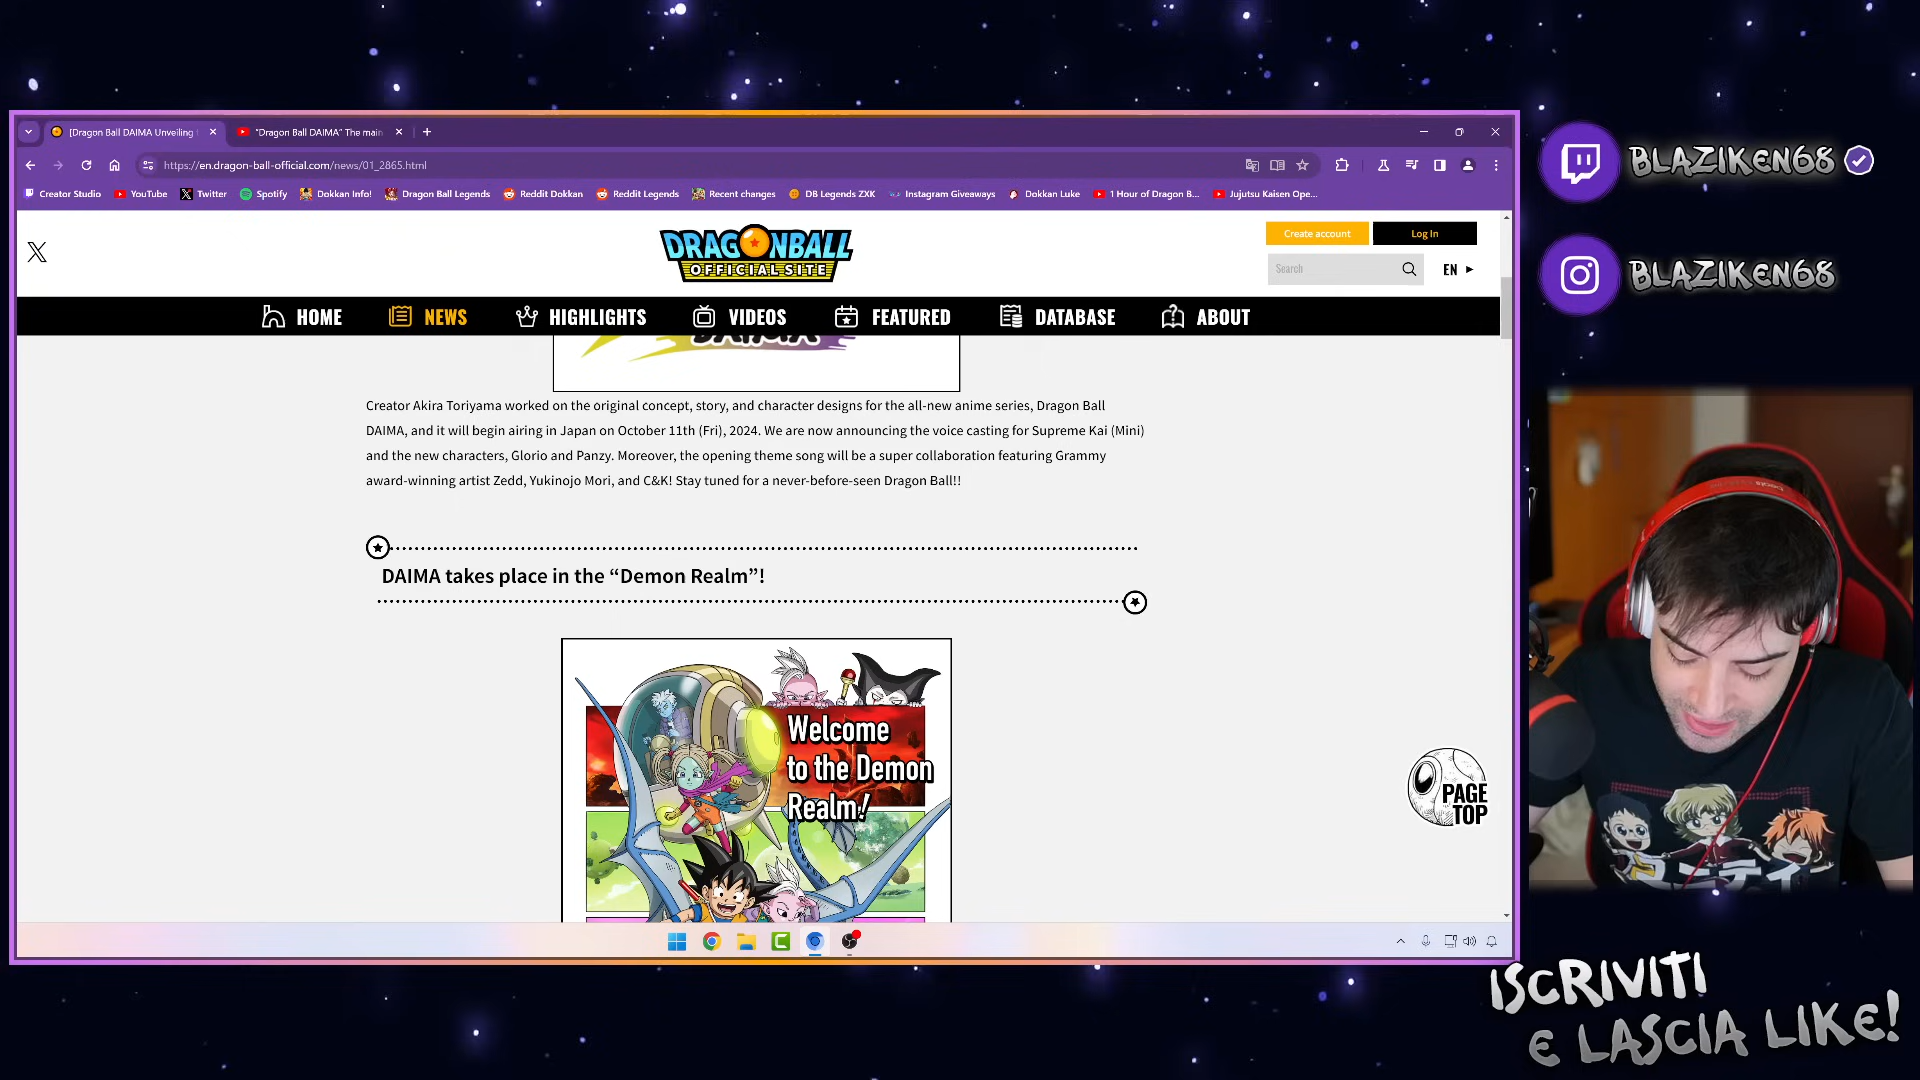 [Dragon Ball DAIMA Unveiling
"Dragon Ball DAIMA" The main
https://en.dragon-ball-official.com/news/01_2865.html
Creator Studio YouTube Twitter Spotify Dokkan Info! Dragon Ball Legends Reddit Dokkan Reddit Legends Recent changes DB Legends ZXK Instagram Giveaways Dokkan Luke 1 Hour of Dragon B... Jujutsu Kaisen Ope...
DRAGONBALL
OFFICIAL SITE
Create account Log In
Search EN
HOME NEWS HIGHLIGHTS VIDEOS FEATURED DATABASE ABOUT
Creator Akira Toriyama worked on the original concept, story, and character designs for the all-new anime series, Dragon Ball
DAIMA, and it will begin airing in Japan on October 11th (Fri), 2024. We are now announcing the voice casting for Supreme Kai (Mini)
and the new characters, Glorio and Panzy. Moreover, the opening theme song will be a super collaboration featuring Grammy
award-winning artist Zedd, Yukinojo Mori, and C&K! Stay tuned for a never-before-seen Dragon Ball!!
DAIMA takes place in the “Demon Realm”!
Welcome
to the Demon
Realm!
PAGE
TOP
BLAZIKEN68
BLAZIKEN68
ISCRIVITI
E LASCIA LIKE!